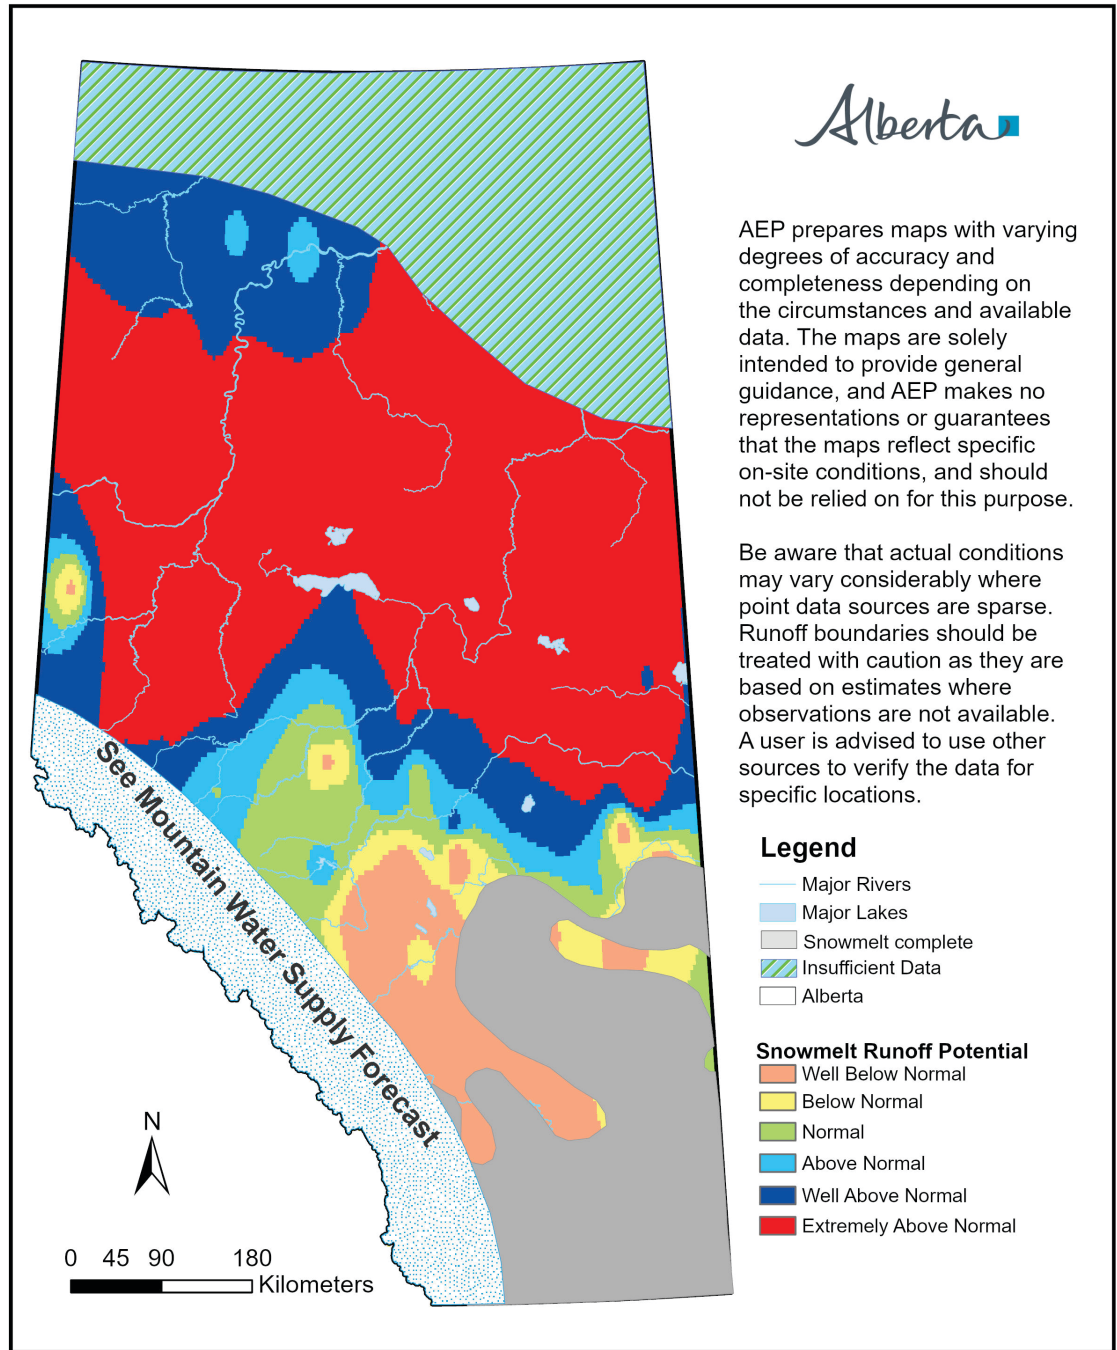 Alberta
AEP prepares maps with varying
degrees of accuracy and
completeness depending on
the circumstances and available
data. The maps are solely
intended to provide general
guidance, and AEP makes no
representations or guarantees
that the maps reflect specific
on-site conditions, and should
not be relied on for this purpose.
Be aware that actual conditions
may vary considerably where
point data sources are sparse.
Runoff boundaries should be
treated with caution as they are
based on estimates where
observations are not available.
A user is advised to use other
sources to verify the data for
specific locations.
See Mountain Water Supply Forecast
Legend
Major Rivers
Major Lakes
Snowmelt complete
Insufficient Data
Alberta
Snowmelt Runoff Potential
Well Below Normal
Below Normal
Normal
Above Normal
Well Above Normal
Extremely Above Normal
N
0 45 90 180
Kilometers